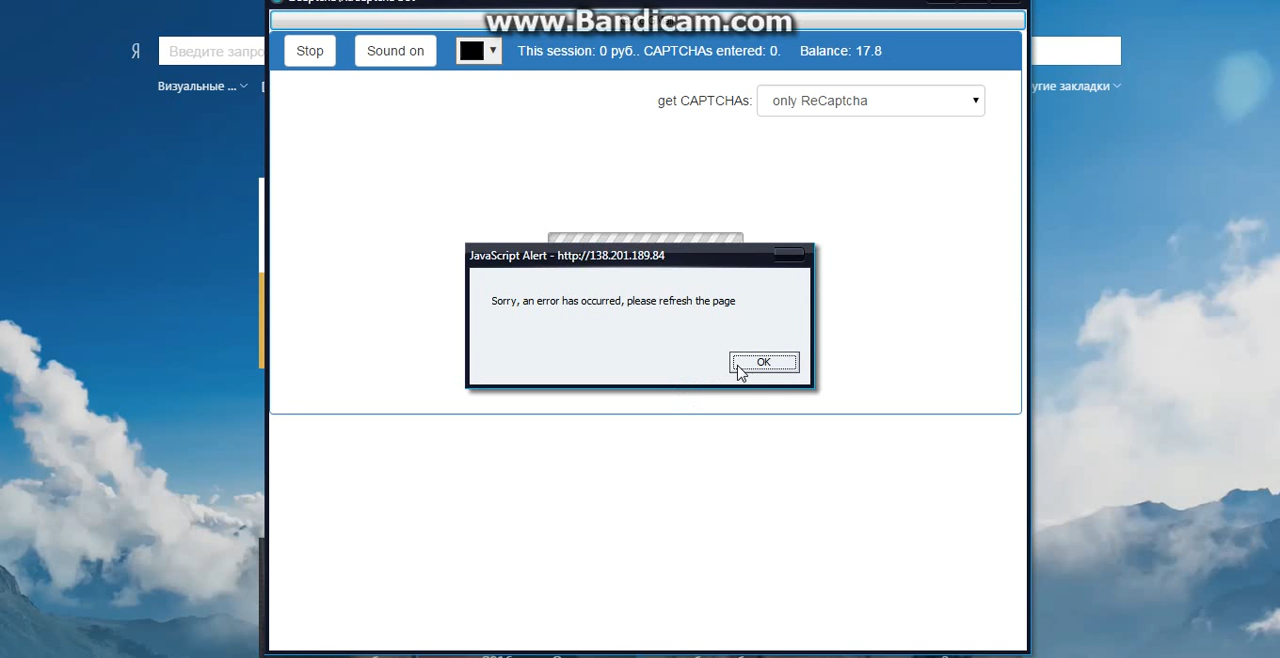 www.Bandicam.com
Я Введите запро
Stop Sound on This session: 0 руб.. CAPTCHAs entered: 0. Balance: 17.8
Визуальные ...
угие закладки
get CAPTCHAs: only ReCaptcha
JavaScript Alert - http://138.201.189.84
Sorry, an error has occurred, please refresh the page
OK